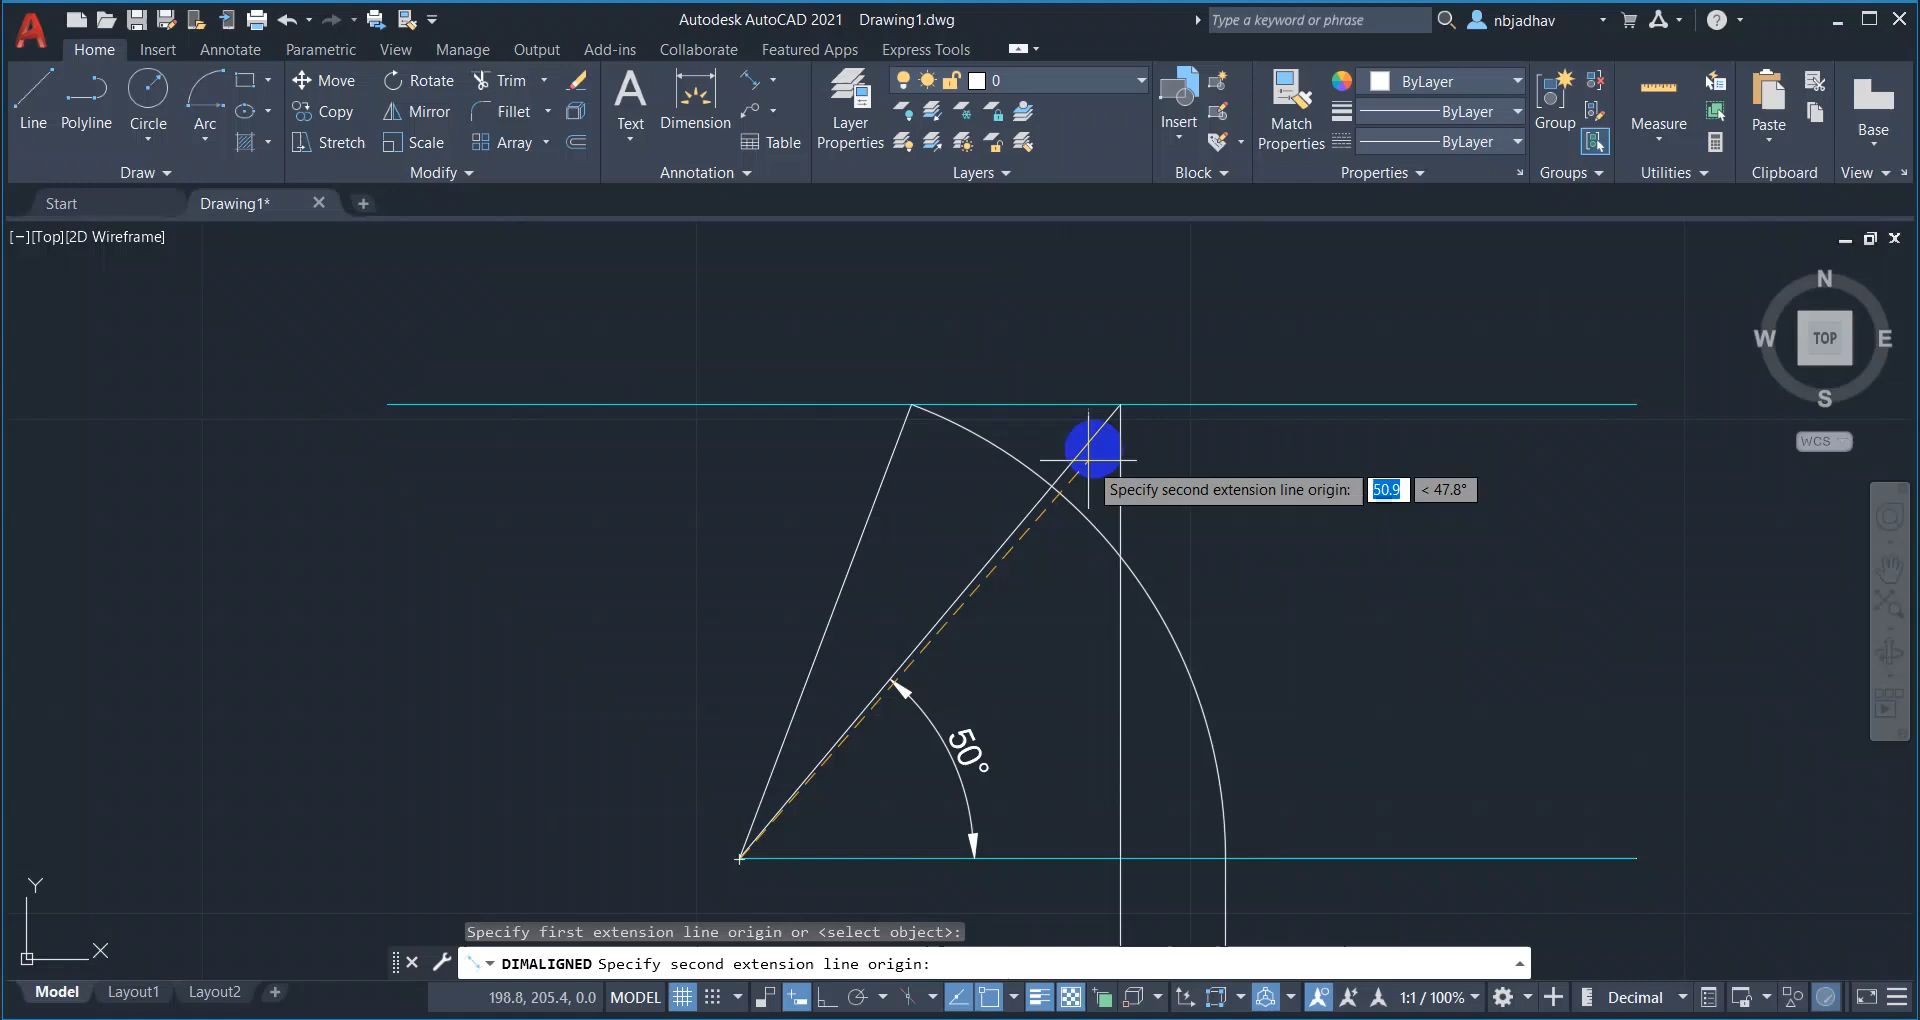 Autodesk AutoCAD 2021 Drawing1.dwg
Type a keyword or phrase
nbjadhav
Home Insert Annotate Parametric View Manage Output Add-ins Collaborate Featured Apps Express Tools
Line
Polyline
Circle
Arc
Draw
Move
Copy
Stretch
Rotate
Mirror
Scale
Trim
Fillet
Array
Modify
Text
Dimension
Table
Annotation
Layer
Properties
0
Layers
Insert
Block
Match
Properties
ByLayer
ByLayer
ByLayer
Properties
Group
Groups
Measure
Utilities
Paste
Clipboard
Base
View
Start
Drawing1*
[−][Top][2D Wireframe]
N
W
TOP
E
S
WCS
Specify second extension line origin: 50.9 < 47.8°
50°
Y
X
Specify first extension line origin or <select object>:
DIMALIGNED Specify second extension line origin:
Model Layout1 Layout2
198.8, 205.4, 0.0 MODEL
1:1 / 100%
Decimal